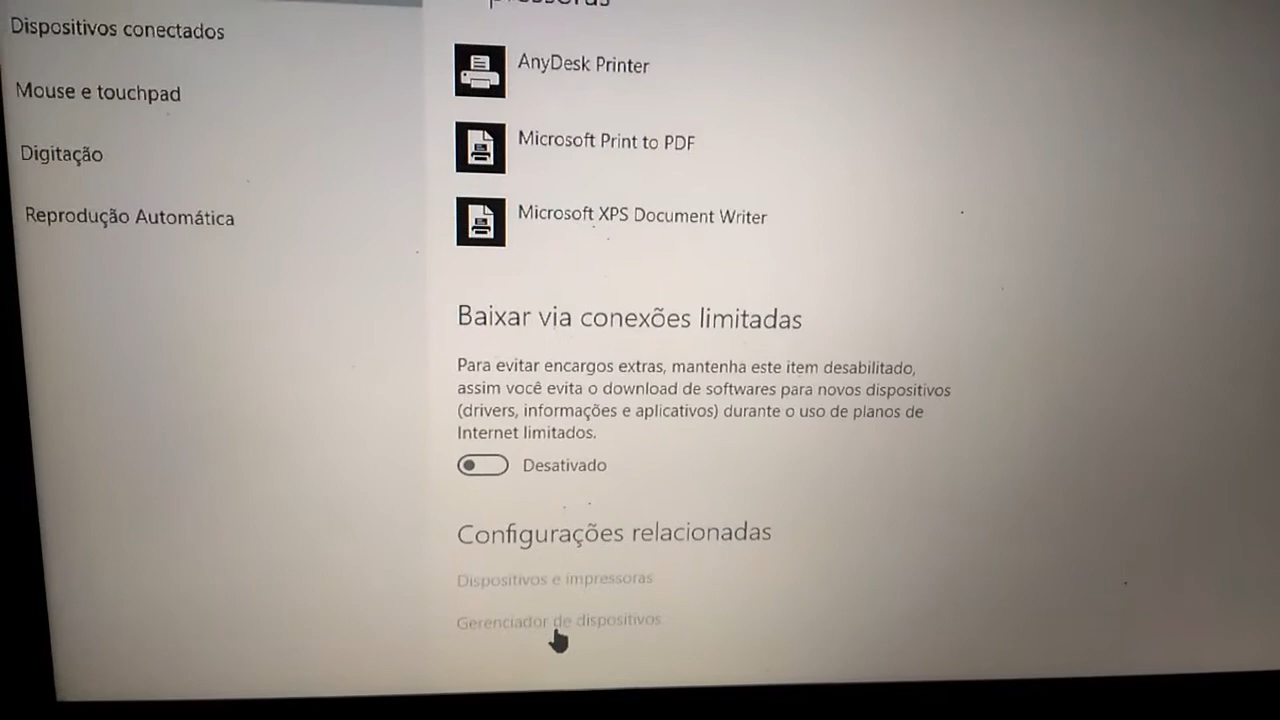 Dispositivos conectados
Mouse e touchpad
Digitação
Reprodução Automática
AnyDesk Printer
Microsoft Print to PDF
Microsoft XPS Document Writer
Baixar via conexões limitadas
Para evitar encargos extras, mantenha este item desabilitado,
assim você evita o download de softwares para novos dispositivos
(drivers, informações e aplicativos) durante o uso de planos de
Internet limitados.
Desativado
Configurações relacionadas
Dispositivos e impressoras
Gerenciador de dispositivos